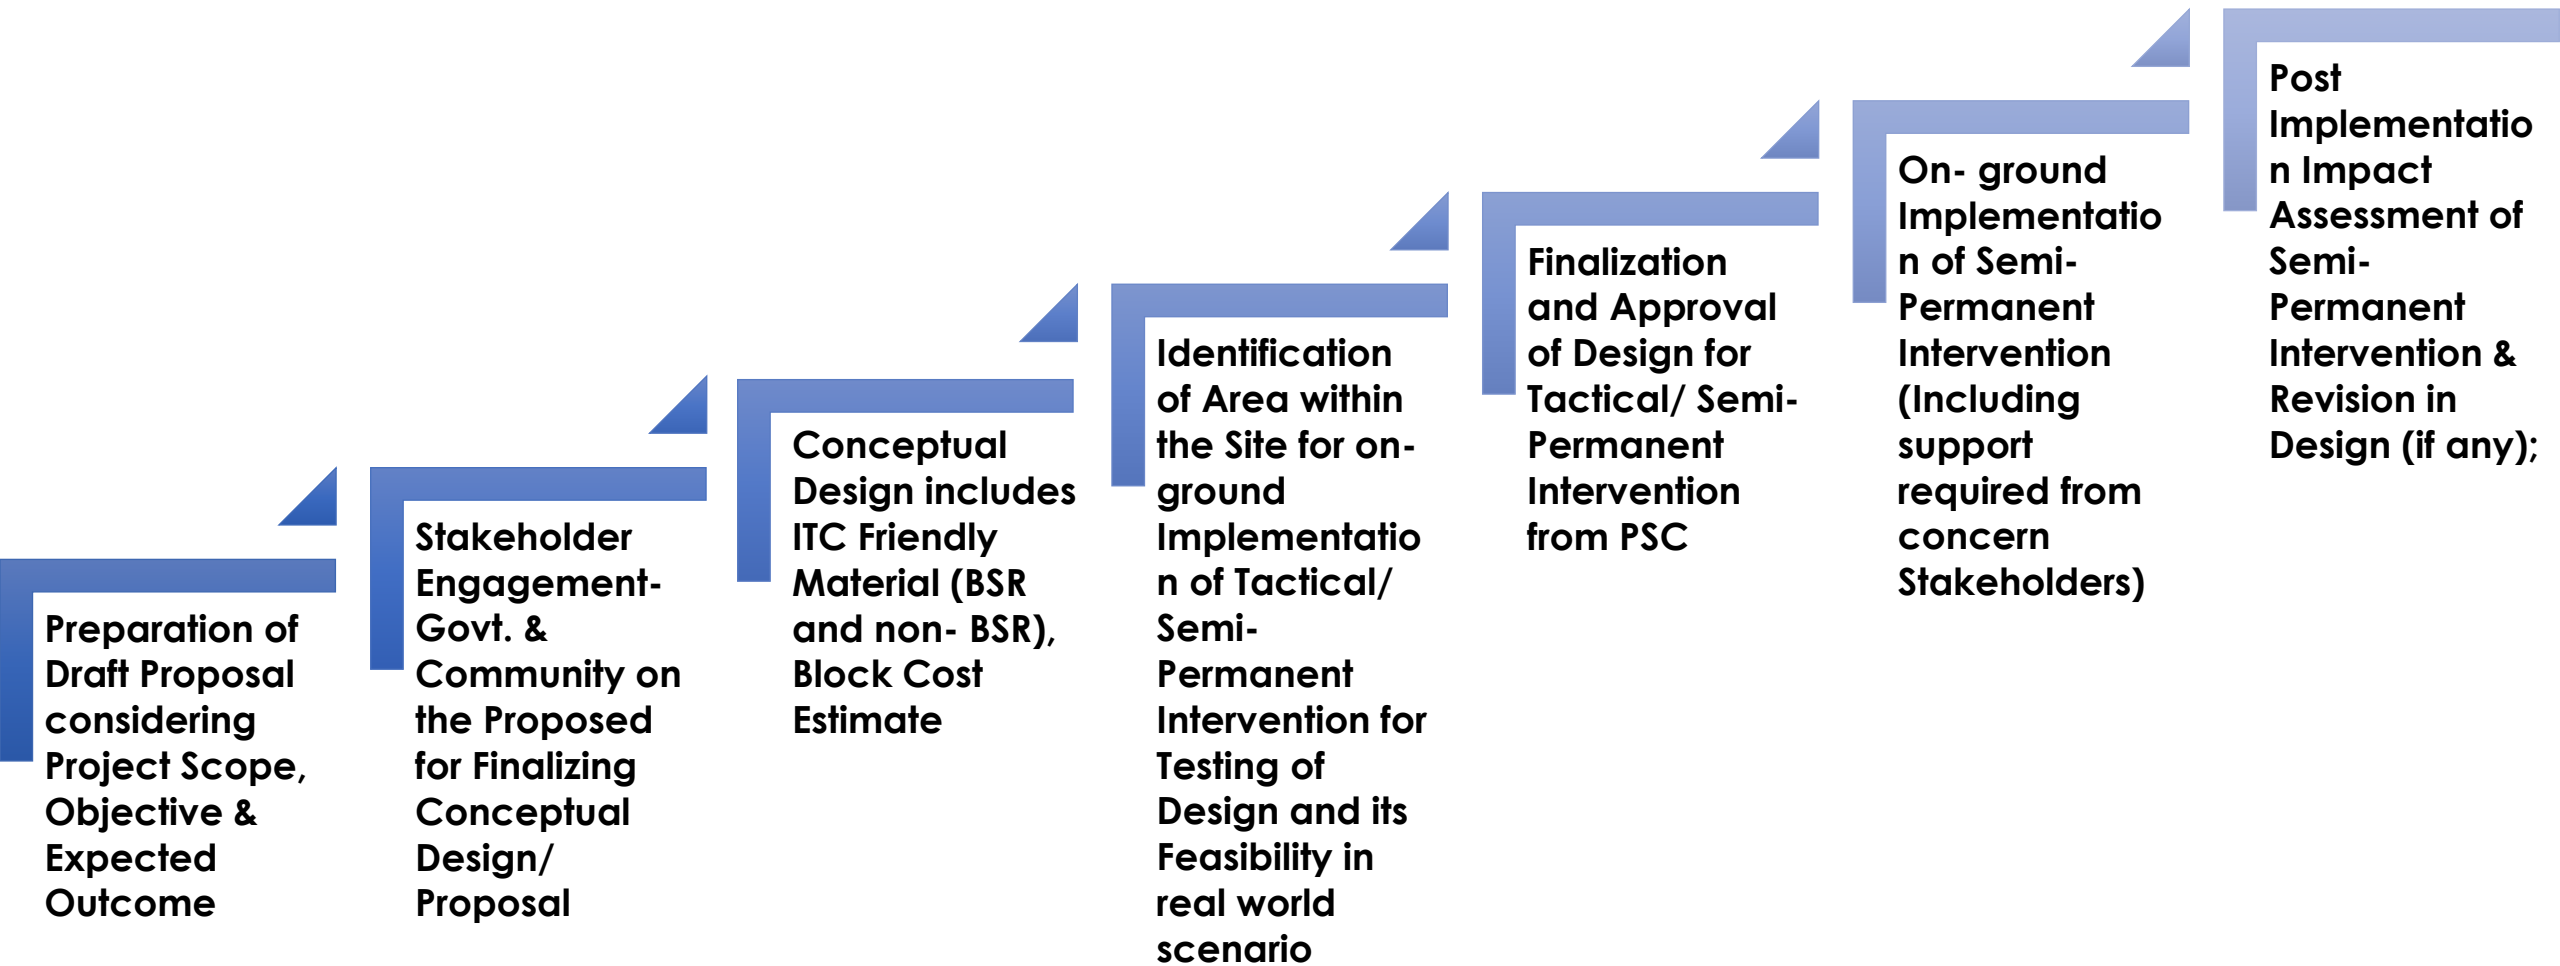 Preparation of
Draft Proposal
considering
Project Scope,
Objective &
Expected
Outcome
Stakeholder
Engagement-
Govt. &
Community on
the Proposed
for Finalizing
Conceptual
Design/
Proposal
Conceptual
Design includes
ITC Friendly
Material (BSR
and non- BSR),
Block Cost
Estimate
Identification
of Area within
the Site for on-
ground
Implementatio
n of Tactical/
Semi-
Permanent
Intervention for
Testing of
Design and its
Feasibility in
real world
scenario
Finalization
and Approval
of Design for
Tactical/ Semi-
Permanent
Intervention
from PSC
On- ground
Implementatio
n of Semi-
Permanent
Intervention
(Including
support
required from
concern
Stakeholders)
Post
Implementatio
n Impact
Assessment of
Semi-
Permanent
Intervention &
Revision in
Design (if any);